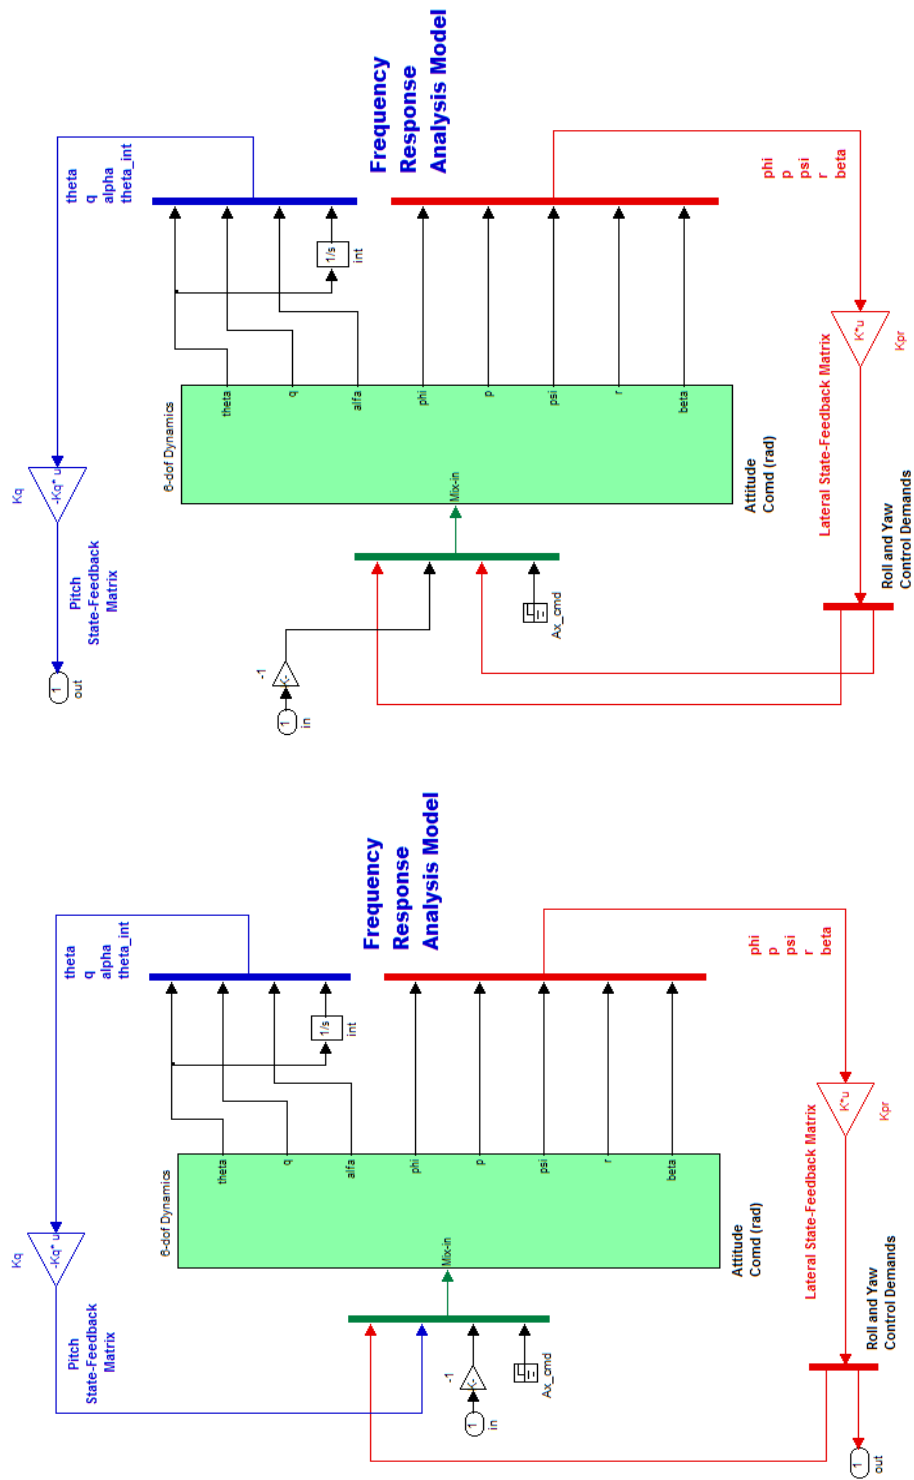 Kq
-Kq* u
Pitch
State-Feedback
Matrix
theta
q
alpha
theta_int
6-dof Dynamics
theta
q
alfa
phi
p
psi
r
beta
1/s
int
Frequency
Response
Analysis Model
Mix-in
-1
K-
1
in
Ax_cmd
Attitude
Comd (rad)
phi
p
psi
r
beta
Lateral State-Feedback Matrix
K*u
Kpr
Roll and Yaw
Control Demands
1
out
Kq
-Kq* u
Pitch
State-Feedback
Matrix
1
out
theta
q
alpha
theta_int
6-dof Dynamics
theta
q
alfa
phi
p
psi
r
beta
1/s
int
Frequency
Response
Analysis Model
Mix-in
-1
K-
1
in
Ax_cmd
Attitude
Comd (rad)
phi
p
psi
r
beta
Lateral State-Feedback Matrix
K*u
Kpr
Roll and Yaw
Control Demands